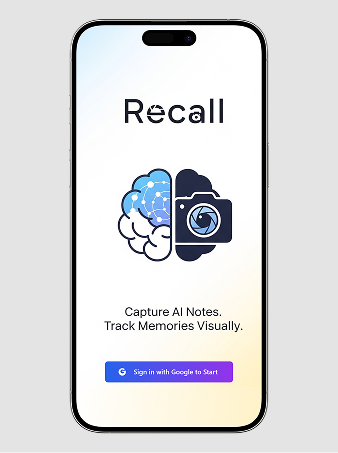 Recall
Capture AI Notes.
Track Memories Visually.
G Sign in with Google to Start